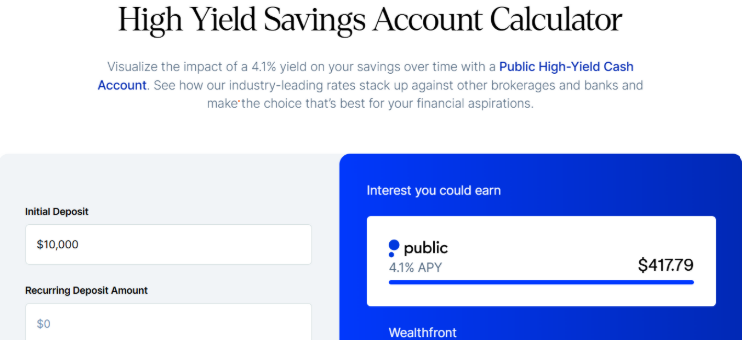 High Yield Savings Account Calculator
Visualize the impact of a 4.1% yield on your savings over time with a Public High-Yield Cash
Account. See how our industry-leading rates stack up against other brokerages and banks and
make the choice that's best for your financial aspirations.
Interest you could earn
Initial Deposit
$10,000
public
4.1% APY
$417.79
Recurring Deposit Amount
$0
Wealthfront